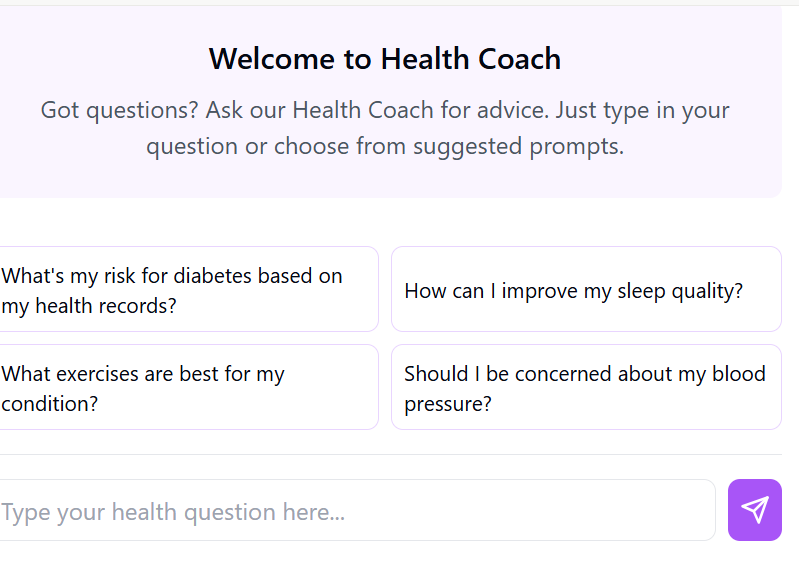 Welcome to Health Coach
Got questions? Ask our Health Coach for advice. Just type in your
question or choose from suggested prompts.
What's my risk for diabetes based on
my health records?
How can I improve my sleep quality?
What exercises are best for my
condition?
Should I be concerned about my blood
pressure?
Type your health question here...